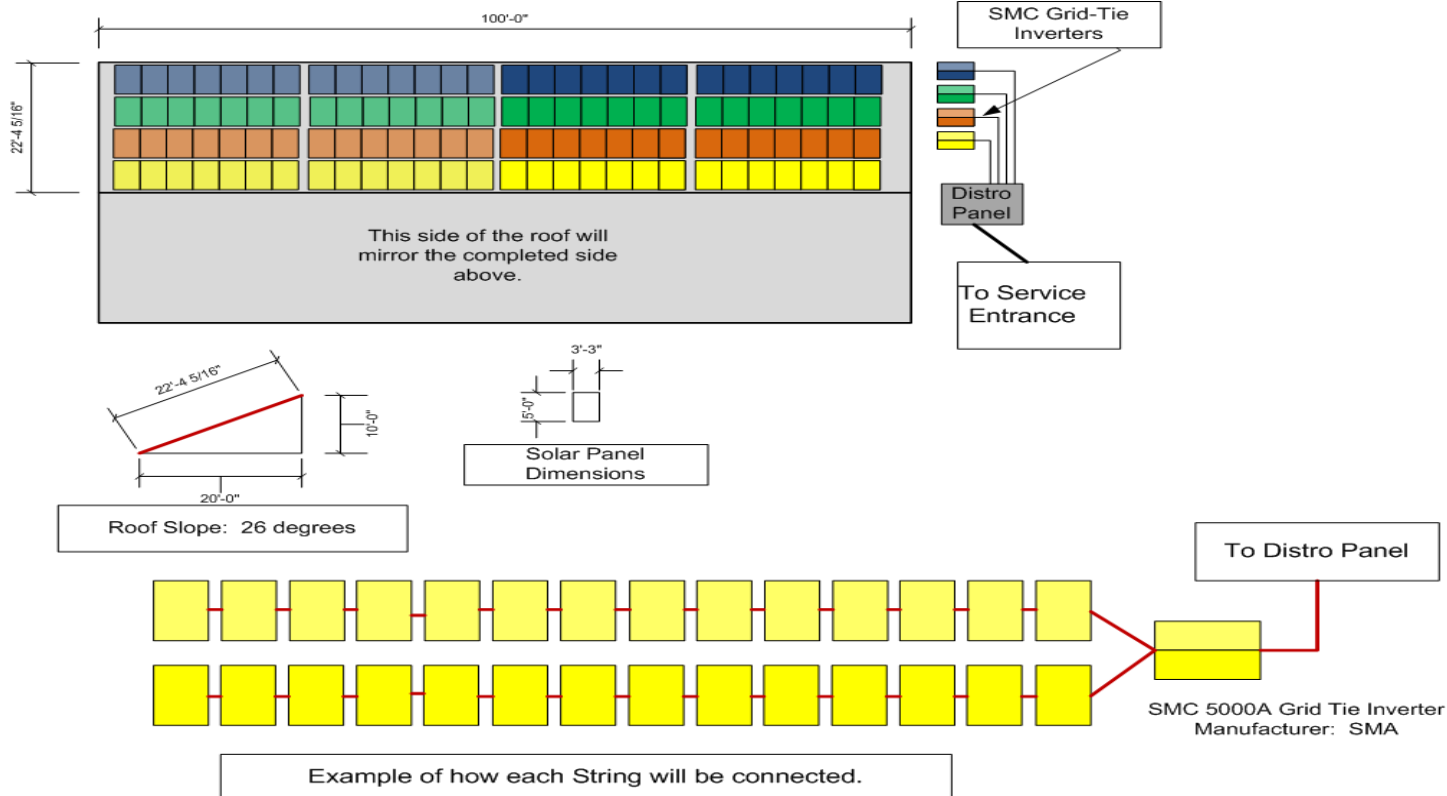 100'-0"
SMC Grid-Tie
Inverters
22'-4 5/16"
Distro
Panel
This side of the roof will
mirror the completed side
above.
To Service
Entrance
22'-4 5/16"
10'-0"
20'-0"
Roof Slope:  26 degrees
3'-3"
5'-0"
Solar Panel
Dimensions
To Distro Panel
SMC 5000A Grid Tie Inverter
Manufacturer:  SMA
Example of how each String will be connected.